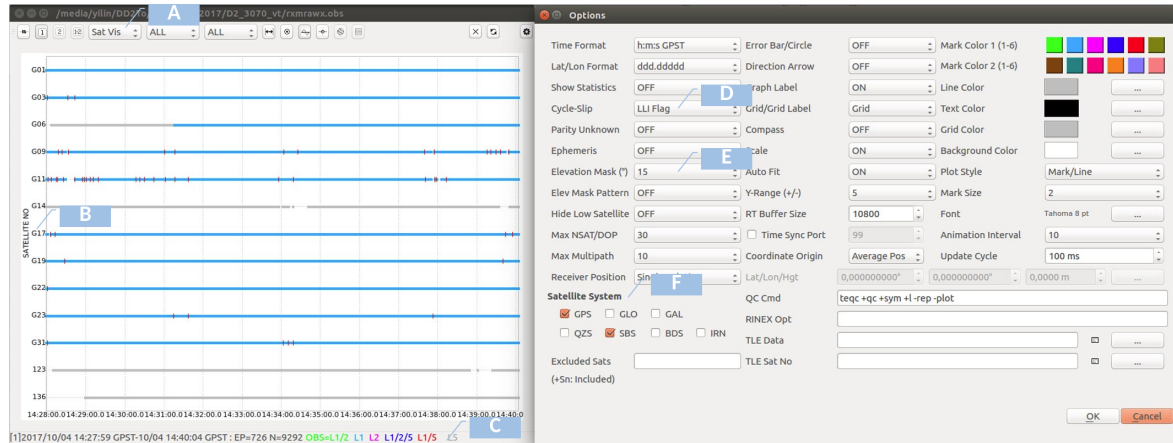 /media/yilin/DD2To 2017/D2_3070_vt/rxmrawx.obs
A
1 2 1-2 Sat Vis ALL ALL
G01
G03
G06
G09
G11
G14
B
G17
G19
G22
G23
G31
123
136
SATELLITE NO
14:28:00.0 14:29:00.0 14:30:00.0 14:31:00.0 14:32:00.0 14:33:00.0 14:34:00.0 14:35:00.0 14:36:00.0 14:37:00.0 14:38:00.0 14:39:00.0 14:40:0
C
[1]2017/10/04 14:27:59 GPST-10/04 14:40:04 GPST : EP=726 N=9292 OBS=L1/2 L1 L2 L1/2/5 L1/5 L5
Options
Time Format h:m:s GPST Error Bar/Circle OFF Mark Color 1 (1-6)
Lat/Lon Format ddd.ddddd Direction Arrow OFF Mark Color 2 (1-6)
Show Statistics OFF D Graph Label ON Line Color ...
Cycle-Slip LLI Flag Grid/Grid Label Grid Text Color ...
Parity Unknown OFF Compass OFF Grid Color ...
Ephemeris OFF E Scale ON Background Color ...
Elevation Mask (°) 15 Auto Fit ON Plot Style Mark/Line
Elev Mask Pattern OFF Y-Range (+/-) 5 Mark Size 2
Hide Low Satellite OFF RT Buffer Size 10800 Font Tahoma 8 pt ...
Max NSAT/DOP 30 Time Sync Port 99 Animation Interval 10
Max Multipath 10 Coordinate Origin Average Pos Update Cycle 100 ms
Receiver Position F Lat/Lon/Hgt 0,000000000° 0,000000000° 0,0000 m ...
Satellite System QC Cmd teqc +qc +sym +l -rep -plot
GPS GLO GAL RINEX Opt
QZS SBS BDS IRN TLE Data ...
Excluded Sats TLE Sat No ...
(+Sn: Included)
OK Cancel